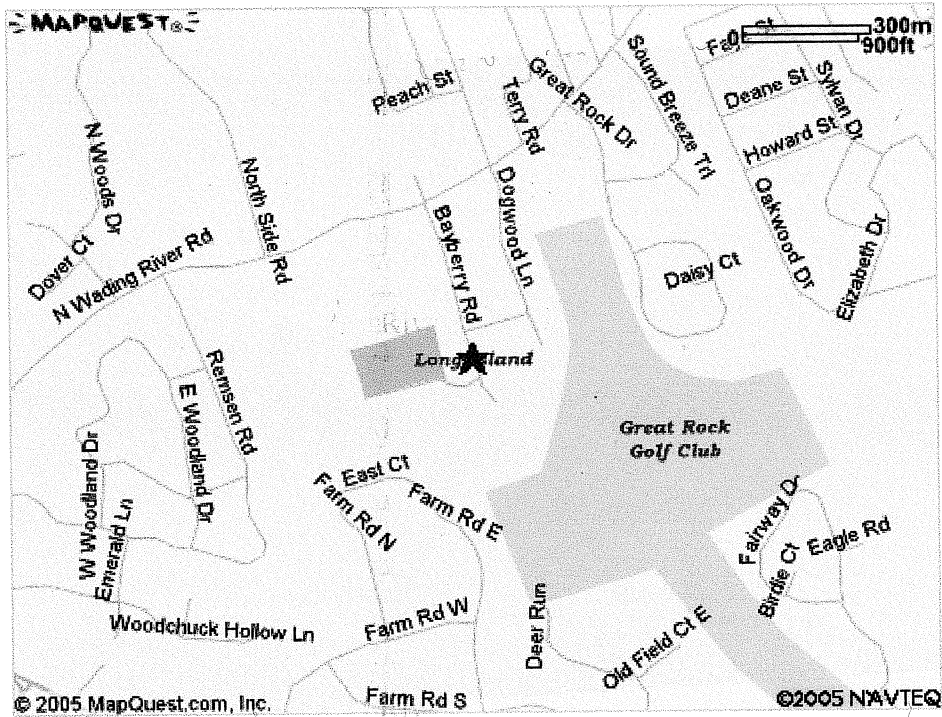 MAPQUEST
300m
0
900ft
Peach St
Terry Rd
Great Rock Dr
Sound Breeze Trl
Deane St
Howard St
Sylvan Dr
N Woods Dr
North Side Rd
Dogwood Ln
Bayberry Rd
Oakwood Dr
Elizabeth Dr
Dover Ct
N Wading River Rd
Daisy Ct
Remsen Rd
E Woodland Dr
Great Rock
Golf Club
W Woodland Dr
Emerald Ln
East Ct
Farm Rd N
Farm Rd E
Fairway Dr
Birdie Ct
Eagle Rd
Woodchuck Hollow Ln
Farm Rd W
Deer Run
Old Field Ct E
Farm Rd S
© 2005 MapQuest.com, Inc.
©2005 NAVTEQ